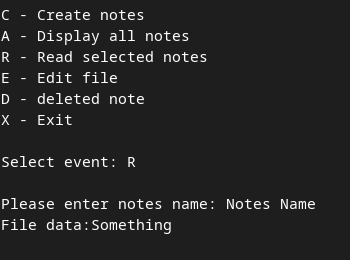 C - Create notes
A - Display all notes
R - Read selected notes
E - Edit file
D - deleted note
X - Exit
Select event: R
Please enter notes name: Notes Name
File data:Something